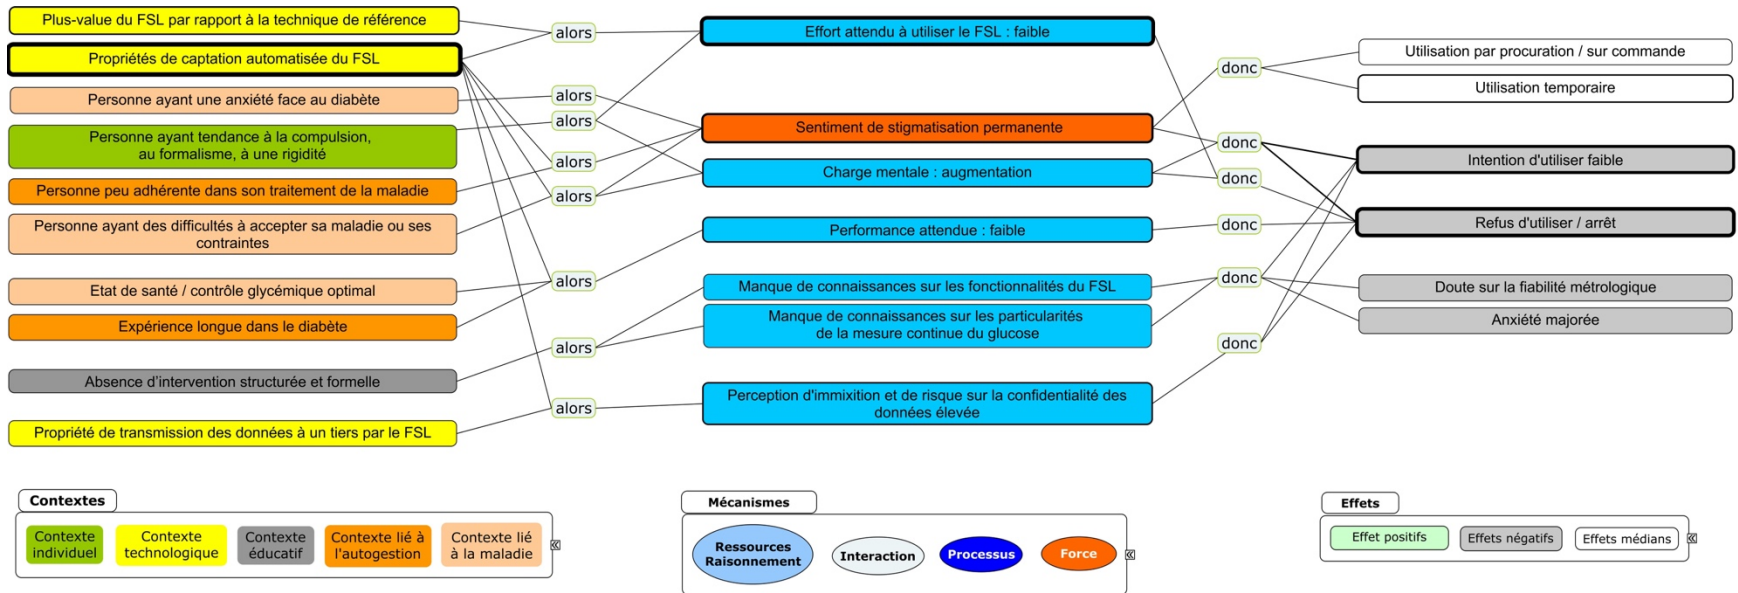 Plus-value du FSL par rapport à la technique de référence
Propriétés de captation automatisée du FSL
Personne ayant une anxiété face au diabète
Personne ayant tendance à la compulsion,
au formalisme, à une rigidité
Personne peu adhérente dans son traitement de la maladie
Personne ayant des difficultés à accepter sa maladie ou ses
contraintes
Etat de santé / contrôle glycémique optimal
Expérience longue dans le diabète
Absence d'intervention structurée et formelle
Propriété de transmission des données à un tiers par le FSL
alors
alors
alors
alors
alors
alors
alors
alors
Effort attendu à utiliser le FSL : faible
Sentiment de stigmatisation permanente
Charge mentale : augmentation
Performance attendue : faible
Manque de connaissances sur les fonctionnalités du FSL
Manque de connaissances sur les particularités
de la mesure continue du glucose
Perception d'immixition et de risque sur la confidentialité des
données élevée
donc
donc
donc
donc
donc
donc
Utilisation par procuration / sur commande
Utilisation temporaire
Intention d'utiliser faible
Refus d'utiliser / arrêt
Doute sur la fiabilité métrologique
Anxiété majorée
Contextes
Contexte
individuel
Contexte
technologique
Contexte
éducatif
Contexte lié à
l'autogestion
Contexte lié
à la maladie
Mécanismes
Ressources
Raisonnement
Interaction
Processus
Force
Effets
Effet positifs
Effets négatifs
Effets médians